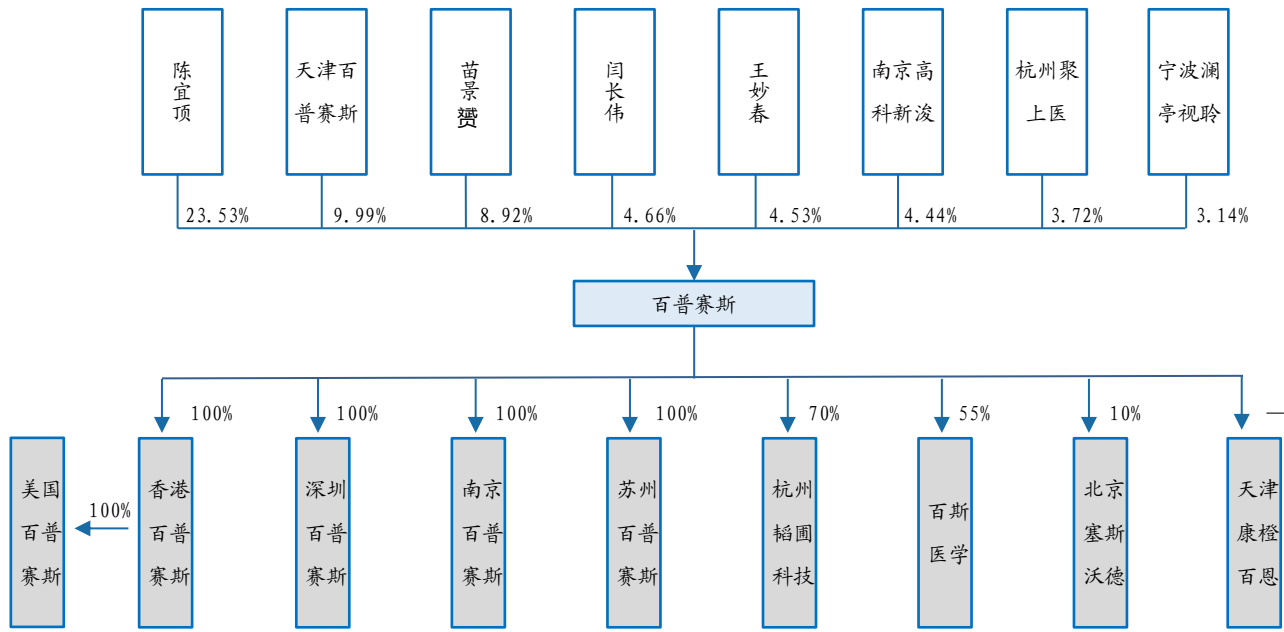 陈宜顶
天津百
普赛斯
苗景赟
闫长伟
王妙春
南京高
科新浚
杭州聚
上医
宁波澜
亭视聆
23.53%
9.99%
8.92%
4.66%
4.53%
4.44%
3.72%
3.14%
百普赛斯
100%
100%
100%
100%
70%
55%
10%
—
美国
百普
赛斯
100%
香港
百普
赛斯
深圳
百普
赛斯
南京
百普
赛斯
苏州
百普
赛斯
杭州
韬圃
科技
百斯
医学
北京
塞斯
沃德
天津
康橙
百恩